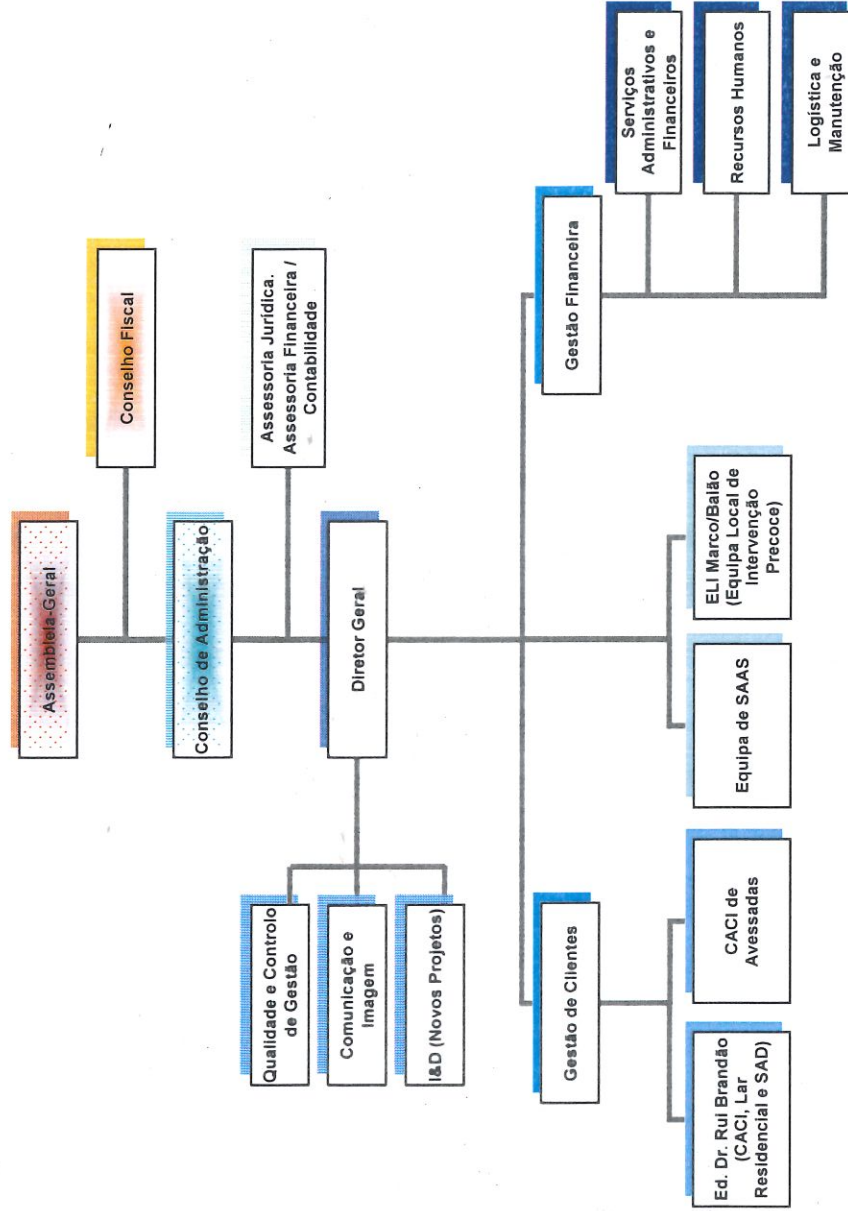 Assembleia-Geral
Conselho Fiscal
Conselho de Administração
Assessoria Jurídica.
Assessoria Financeira /
Contabilidade
Diretor Geral
Qualidade e Controlo
de Gestão
Comunicação e
Imagem
I&D (Novos Projetos)
Gestão de Clientes
Gestão Financeira
Ed. Dr. Rui Brandão
(CACI, Lar
Residencial e SAD)
CACI de
Avessadas
Equipa de SAAS
ELI Marco/Baião
(Equipa Local de
Intervenção
Precoce)
Serviços
Administrativos e
Financeiros
Recursos Humanos
Logística e
Manutenção